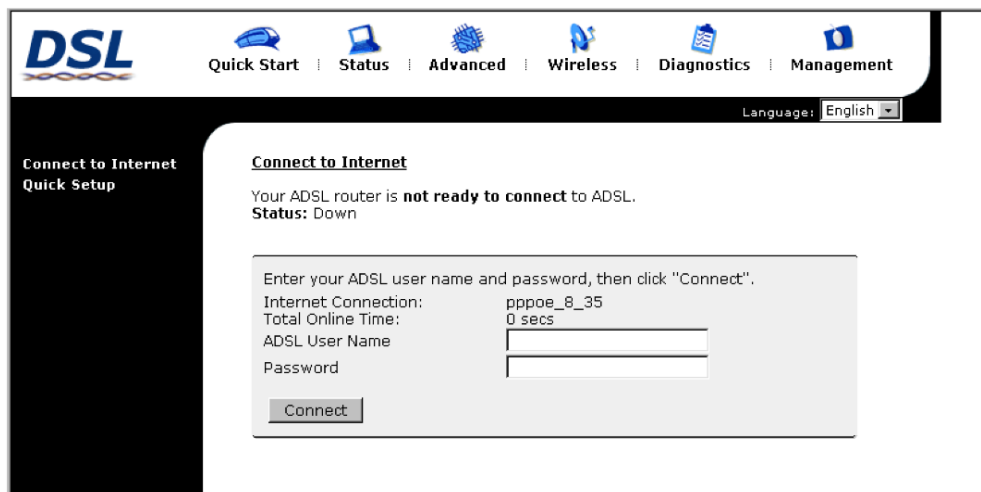 DSL
Quick Start
Status
Advanced
Wireless
Diagnostics
Management
Language: English
Connect to Internet
Quick Setup
Connect to Internet
Your ADSL router is not ready to connect to ADSL.
Status: Down
Enter your ADSL user name and password, then click "Connect".
Internet Connection: pppoe_8_35
Total Online Time: 0 secs
ADSL User Name
Password
Connect